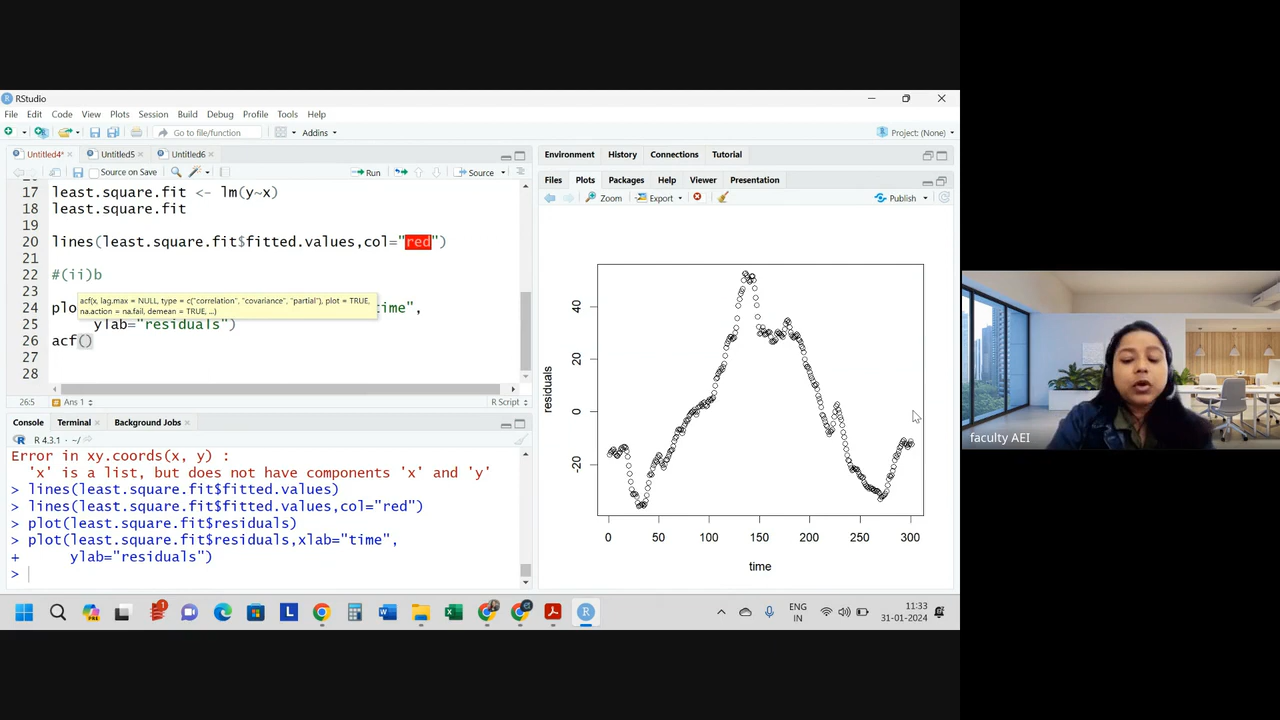 RStudio
File Edit Code View Plots Session Build Debug Profile Tools Help
Go to file/function Addins Project: (None)
Untitled4* Untitled5 Untitled6
Source on Save Run Source
17 least.square.fit <- lm(y~x)
18 least.square.fit
19
20 lines(least.square.fit$fitted.values,col="red")
21
22 #(ii)b
23
acf(x, lag.max = NULL, type = c("correlation", "covariance", "partial"), plot = TRUE,
na.action = na.fail, demean = TRUE, ...)
24 plo ime",
25 ylab="residuals")
26 acf()
27
28
26:5 Ans 1 R Script
Console Terminal Background Jobs
R 4.3.1 · ~/
Error in xy.coords(x, y) :
'x' is a list, but does not have components 'x' and 'y'
> lines(least.square.fit$fitted.values)
> lines(least.square.fit$fitted.values,col="red")
> plot(least.square.fit$residuals)
> plot(least.square.fit$residuals,xlab="time",
+ ylab="residuals")
>
Environment History Connections Tutorial
Files Plots Packages Help Viewer Presentation
Zoom Export Publish
residuals
40
20
0
-20
0 50 100 150 200 250 300
time
faculty AEI
1
ENG
IN
11:33
31-01-2024